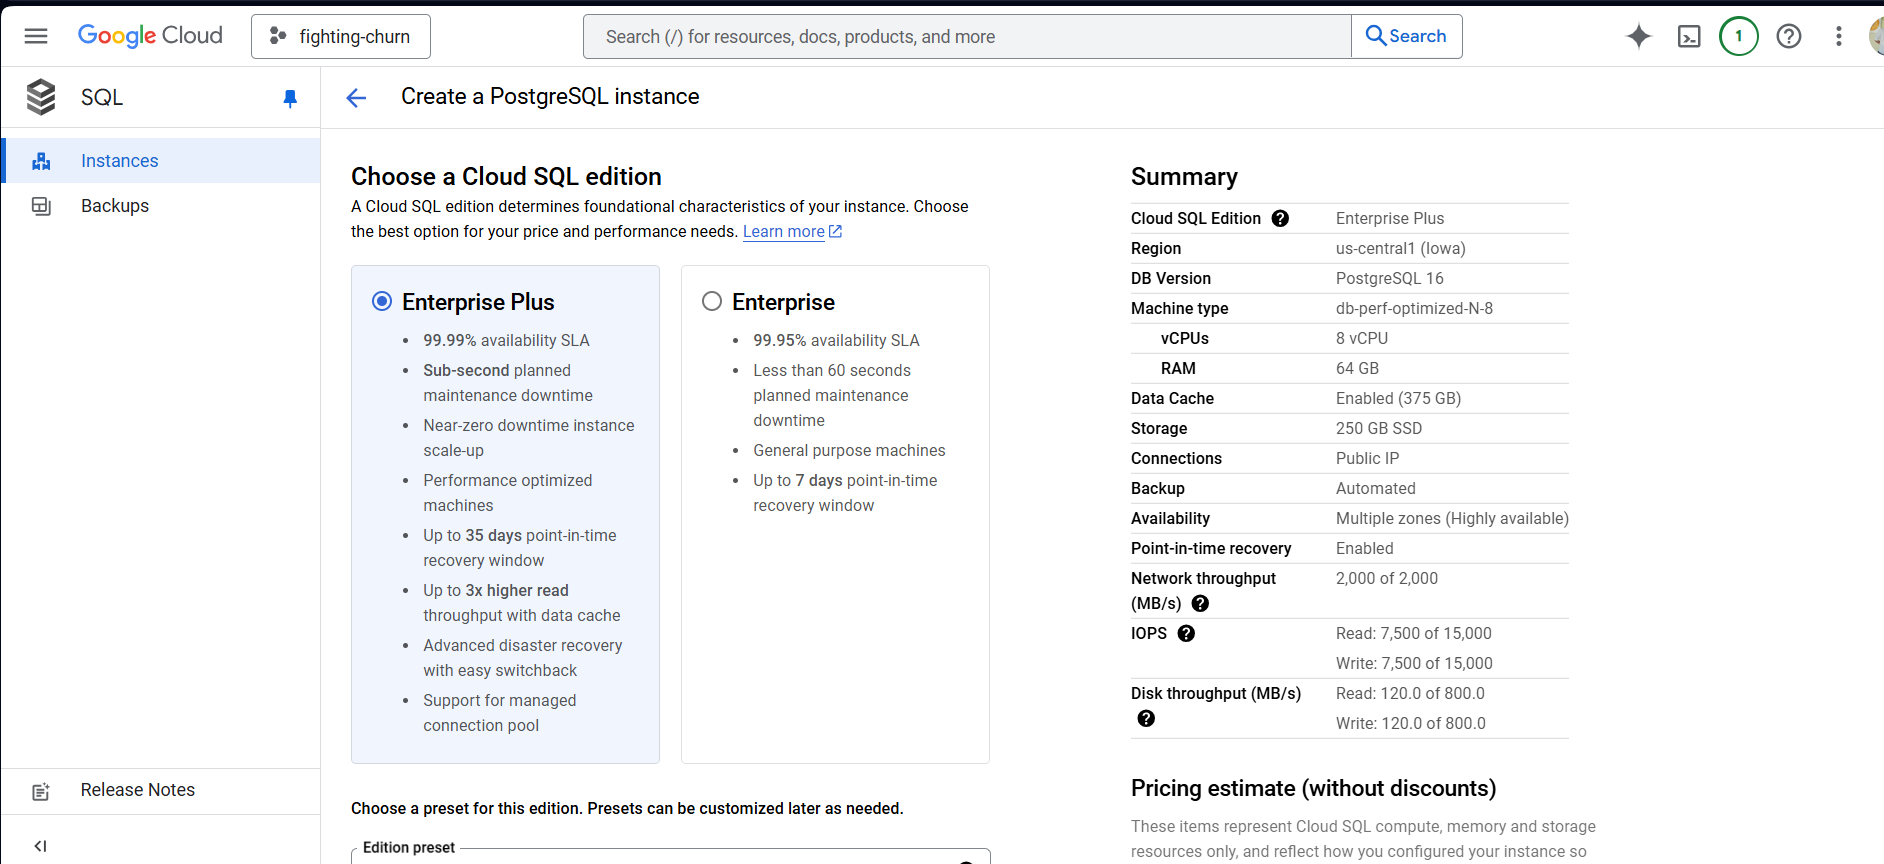 Google Cloud
fighting-churn
Search (/) for resources, docs, products, and more
Search
1
SQL
Create a PostgreSQL instance
Instances
Backups
Release Notes
Choose a Cloud SQL edition
A Cloud SQL edition determines foundational characteristics of your instance. Choose
the best option for your price and performance needs. Learn more
Enterprise Plus
• 99.99% availability SLA
• Sub-second planned
maintenance downtime
• Near-zero downtime instance
scale-up
• Performance optimized
machines
• Up to 35 days point-in-time
recovery window
• Up to 3x higher read
throughput with data cache
• Advanced disaster recovery
with easy switchback
• Support for managed
connection pool
Enterprise
• 99.95% availability SLA
• Less than 60 seconds
planned maintenance
downtime
• General purpose machines
• Up to 7 days point-in-time
recovery window
Choose a preset for this edition. Presets can be customized later as needed.
Edition preset
Summary
Cloud SQL Edition ? Enterprise Plus
Region us-central1 (Iowa)
DB Version PostgreSQL 16
Machine type db-perf-optimized-N-8
vCPUs 8 vCPU
RAM 64 GB
Data Cache Enabled (375 GB)
Storage 250 GB SSD
Connections Public IP
Backup Automated
Availability Multiple zones (Highly available)
Point-in-time recovery Enabled
Network throughput 2,000 of 2,000
(MB/s) ?
IOPS ? Read: 7,500 of 15,000
Write: 7,500 of 15,000
Disk throughput (MB/s) Read: 120.0 of 800.0
? Write: 120.0 of 800.0
Pricing estimate (without discounts)
These items represent Cloud SQL compute, memory and storage
resources only, and reflect how you configured your instance so